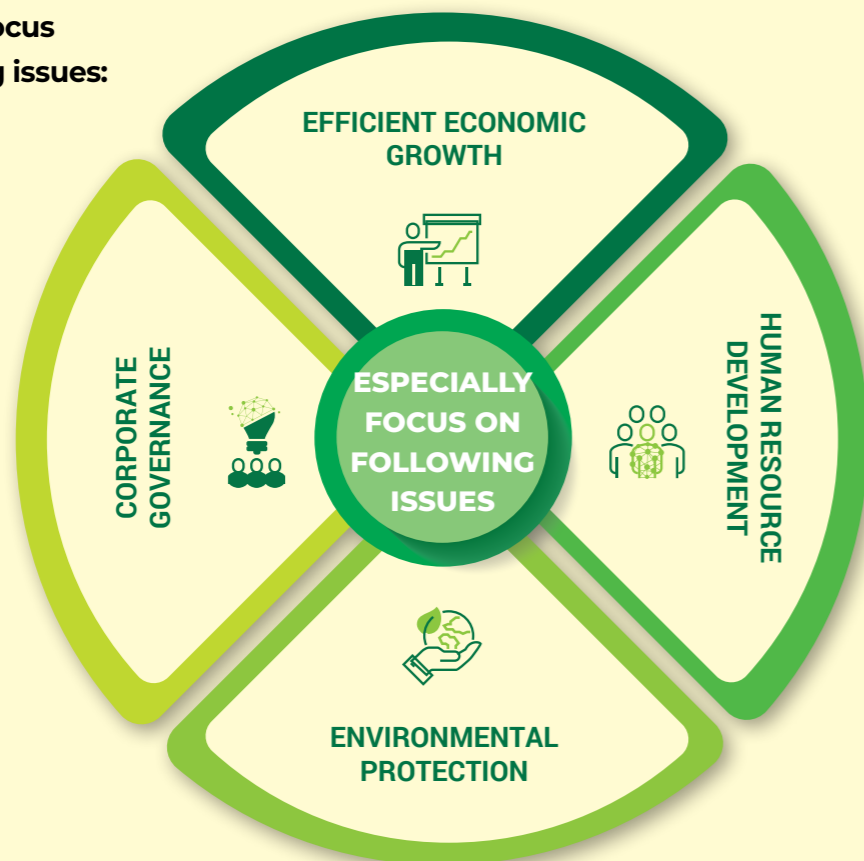 ocus
g issues:
EFFICIENT ECONOMIC
GROWTH
CORPORATE
GOVERNANCE
ESPECIALLY
FOCUS ON
FOLLOWING
ISSUES
HUMAN RESOURCE
DEVELOPMENT
ENVIRONMENTAL
PROTECTION